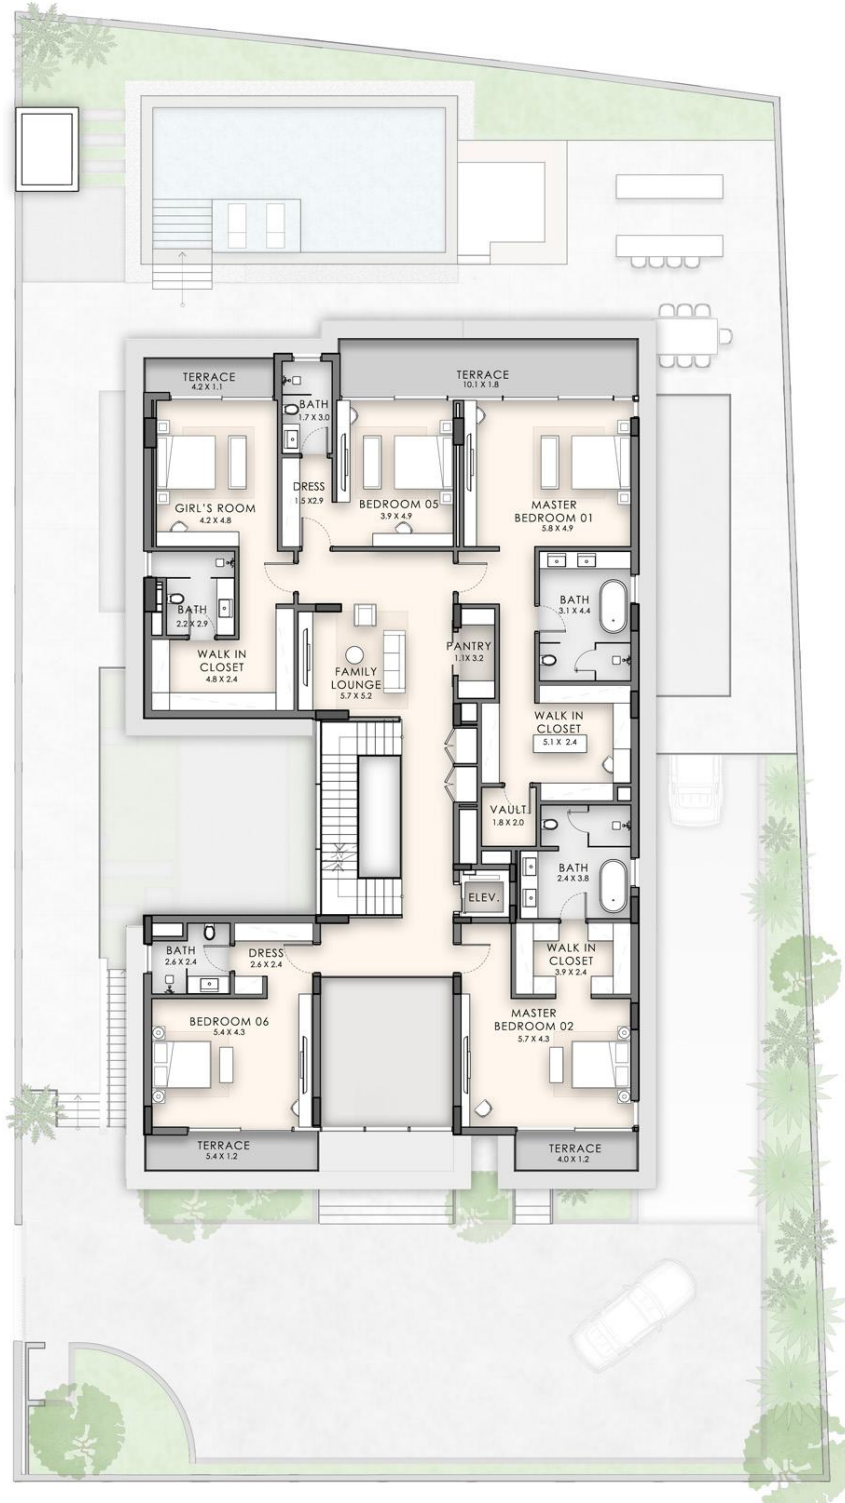 TERRACE
4.2 X 1.1
TERRACE
10.1 X 1.8
BATH
1.7 X 3.0
DRESS
1.5 X2.9
GIRL'S ROOM
4.2 X 4.8
BEDROOM 05
3.9 X 4.9
MASTER
BEDROOM 01
5.8 X 4.9
BATH
2.2 X 2.9
BATH
3.1 X 4.4
WALK IN
CLOSET
4.8 X 2.4
FAMILY
LOUNGE
5.7 X 5.2
PANTRY
1.1X 3.2
WALK IN
CLOSET
5.1 X 2.4
VAULT
1.8 X 2.0
BATH
2.4 X 3.8
ELEV.
BATH
2.6 X 2.4
DRESS
2.6 X 2.4
WALK IN
CLOSET
3.9 X 2.4
BEDROOM 06
5.4 X 4.3
MASTER
BEDROOM 02
5.7 X 4.3
TERRACE
5.4 X 1.2
TERRACE
4.0 X 1.2